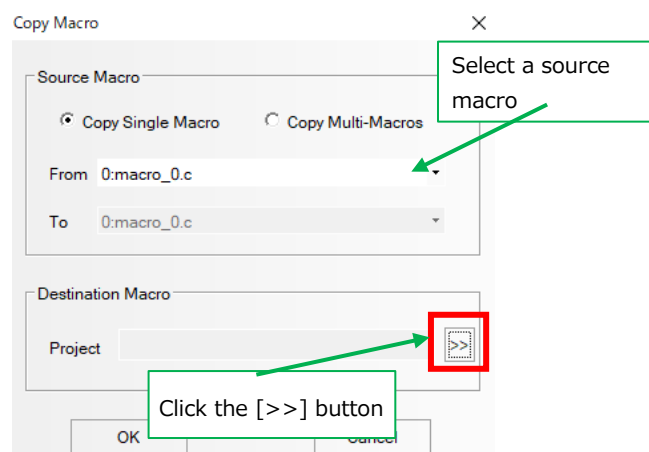 Copy Macro
Select a source
macro
Source Macro
Copy Single Macro Copy Multi-Macros
From 0:macro_0.c
To 0:macro_0.c
Destination Macro
Project >>
Click the [>>] button
OK Cancel